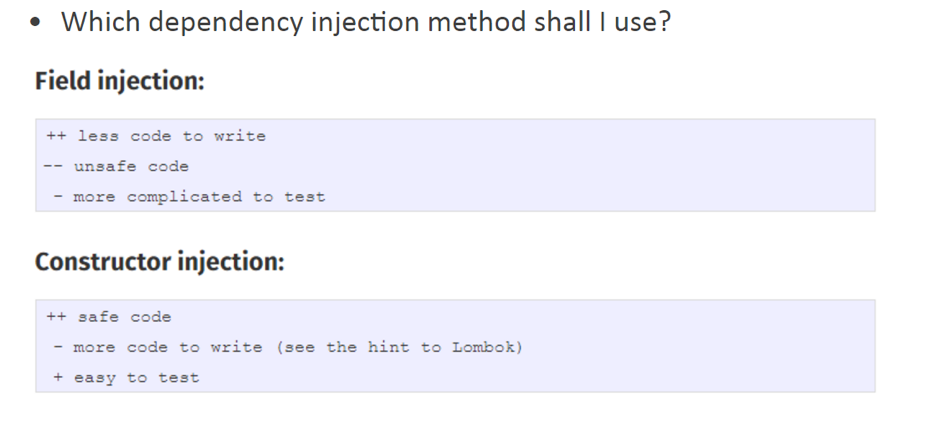 • Which dependency injection method shall I use?
Field injection:
++ less code to write
-- unsafe code
- more complicated to test
Constructor injection:
++ safe code
- more code to write (see the hint to Lombok)
+ easy to test